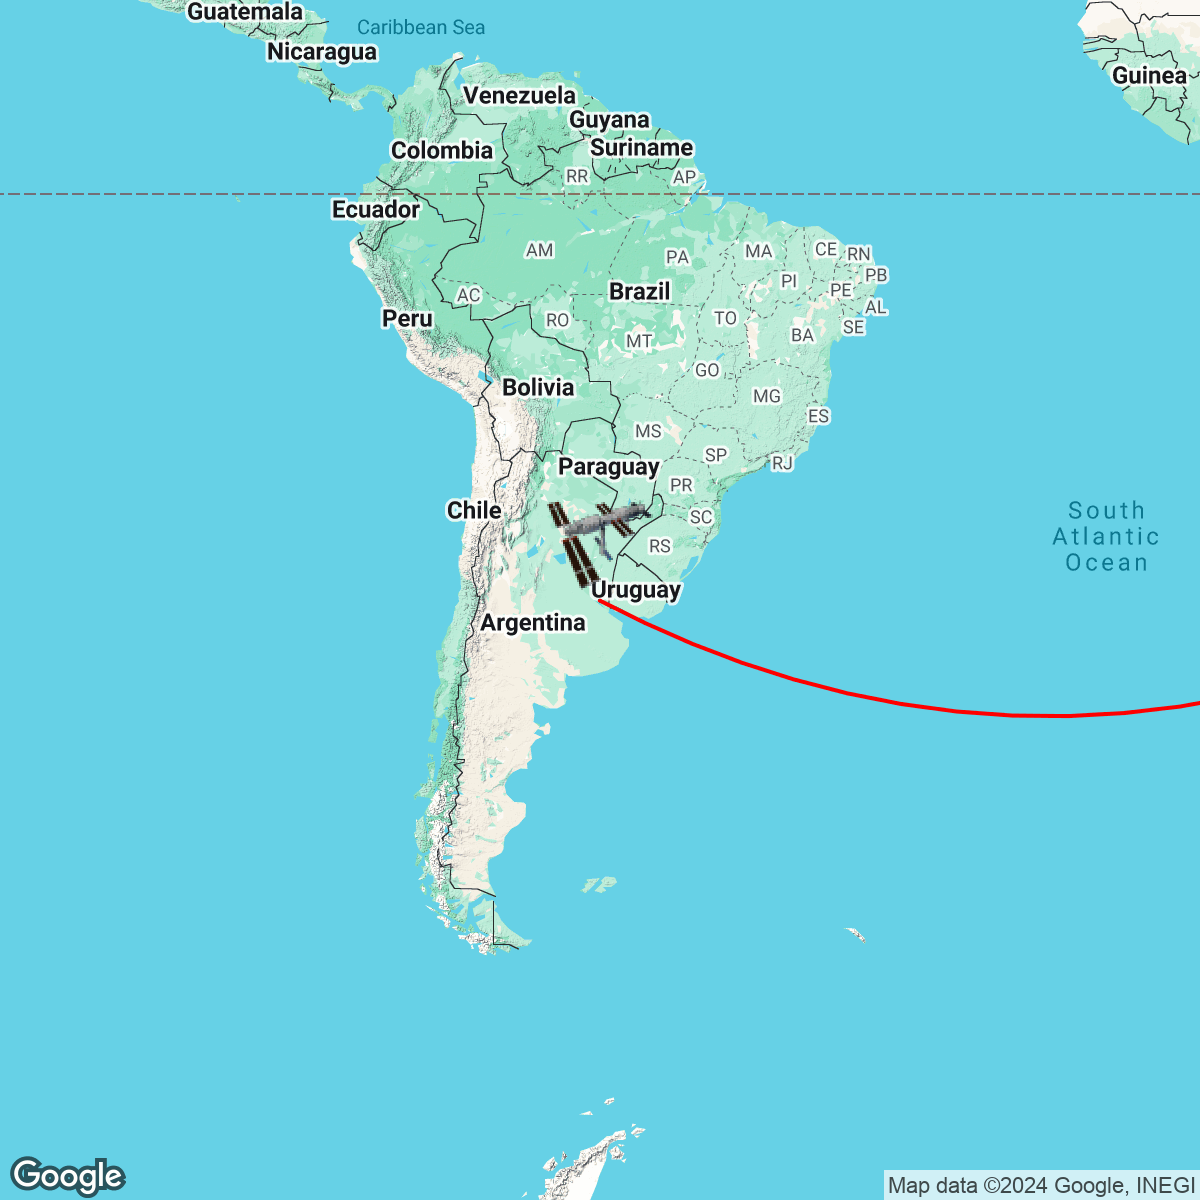 Guatemala
Caribbean Sea
Nicaragua
Guinea
Venezuela
Guyana
Colombia
Suriname
RR
AP
Ecuador
AM
PA
MA
CE
RN
PI
PE
PB
AC
Brazil
AL
Peru
RO
TO
SE
MT
BA
GO
Bolivia
MG
ES
MS
SP
Paraguay
RJ
PR
Chile
SC
South
Atlantic
Ocean
RS
Uruguay
Argentina
Google
Map data ©2024 Google, INEGI